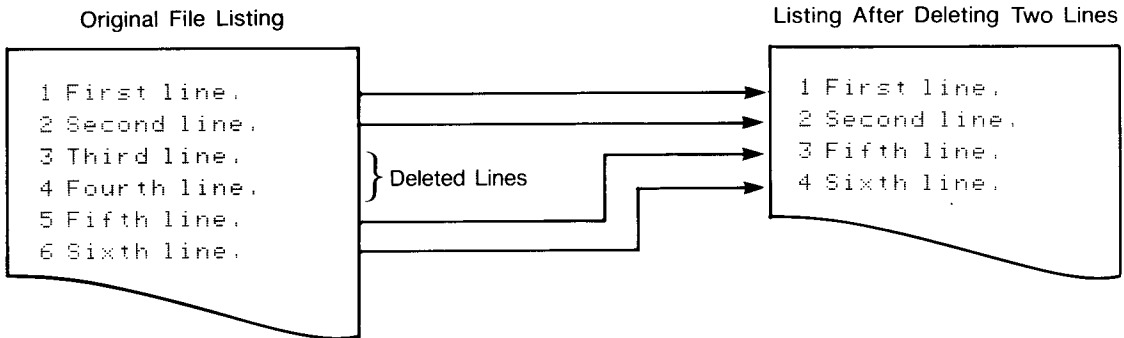 Original File Listing
1 First line.
2 Second line.
3 Third line.
4 Fourth line.
5 Fifth line.
6 Sixth line.
Deleted Lines
Listing After Deleting Two Lines
1 First line.
2 Second line.
3 Fifth line.
4 Sixth line.